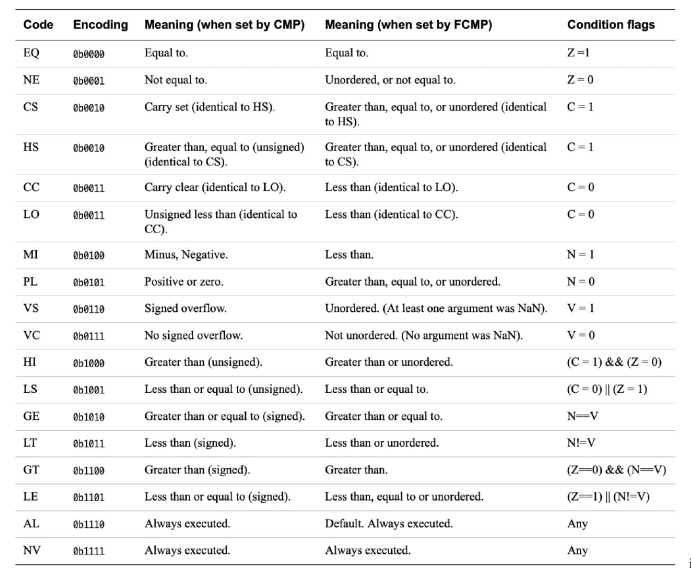 Code Encoding Meaning (when set by CMP) Meaning (when set by FCMP) Condition flags
EQ 0b0000 Equal to. Equal to. Z =1
NE 0b0001 Not equal to. Unordered, or not equal to. Z = 0
CS 0b0010 Carry set (identical to HS). Greater than, equal to, or unordered (identical C = 1
to HS).
HS 0b0010 Greater than, equal to (unsigned) Greater than, equal to, or unordered (identical C = 1
(identical to CS). to CS).
CC 0b0011 Carry clear (identical to LO). Less than (identical to LO). C = 0
LO 0b0011 Unsigned less than (identical to Less than (identical to CC). C = 0
CC).
MI 0b0100 Minus, Negative. Less than. N = 1
PL 0b0101 Positive or zero. Greater than, equal to, or unordered. N = 0
VS 0b0110 Signed overflow. Unordered. (At least one argument was NaN). V = 1
VC 0b0111 No signed overflow. Not unordered. (No argument was NaN). V = 0
HI 0b1000 Greater than (unsigned). Greater than or unordered. (C = 1) && (Z = 0)
LS 0b1001 Less than or equal to (unsigned). Less than or equal to. (C = 0) || (Z = 1)
GE 0b1010 Greater than or equal to (signed). Greater than or equal to. N==V
LT 0b1011 Less than (signed). Less than or unordered. N!=V
GT 0b1100 Greater than (signed). Greater than. (Z==0) && (N==V)
LE 0b1101 Less than or equal to (signed). Less than, equal to or unordered. (Z==1) || (N!=V)
AL 0b1110 Always executed. Default. Always executed. Any
NV 0b1111 Always executed. Always executed. Any